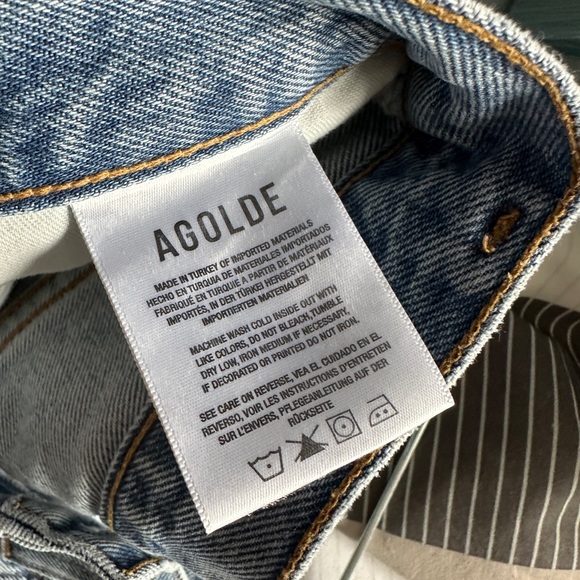 AGOLDE
MADE IN TURKEY OF IMPORTED MATERIALS
HECHO EN TURQUIA DE MATERIALES IMPORTADOS
FABRIQUÉ EN TURQUIE A PARTIR DE MATÉRIAUX
IMPORTÉS, IN DER TÜRKEI HERGESTELLT MIT
IMPORTIERTEN MATERIALIEN
MACHINE WASH COLD INSIDE OUT WITH
LIKE COLORS, DO NOT BLEACH, TUMBLE
DRY LOW, IRON MEDIUM IF NECESSARY,
IF DECORATED OR PRINTED DO NOT IRON.
SEE CARE ON REVERSE, VEA EL CUIDADO EN EL
REVERSO, VOIR LES INSTRUCTIONS D'ENTRETIEN
SUR L'ENVERS, PFLEGEANLEITUNG AUF DER
RÜCKSEITE